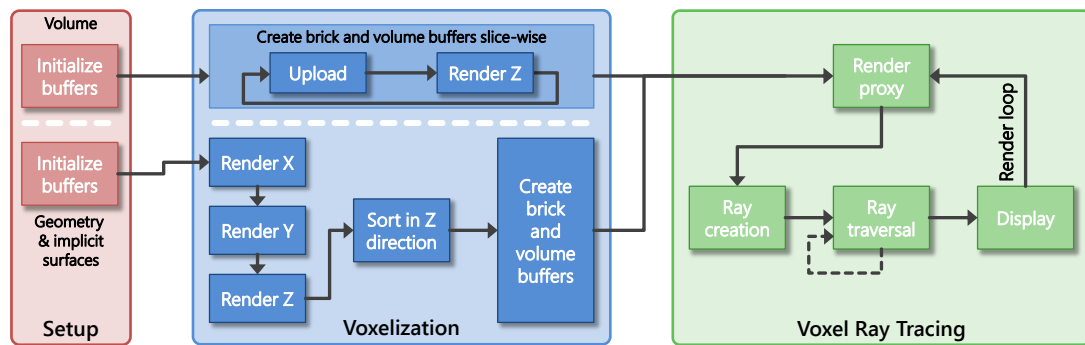 Volume
Initialize
buffers
Initialize
buffers
Geometry
& implicit
surfaces
Setup
Create brick and volume buffers slice-wise
Upload
Render Z
Render X
Render Y
Render Z
Sort in Z
direction
Create
brick
and
volume
buffers
Voxelization
Render
proxy
Render loop
Ray
creation
Ray
traversal
Display
Voxel Ray Tracing